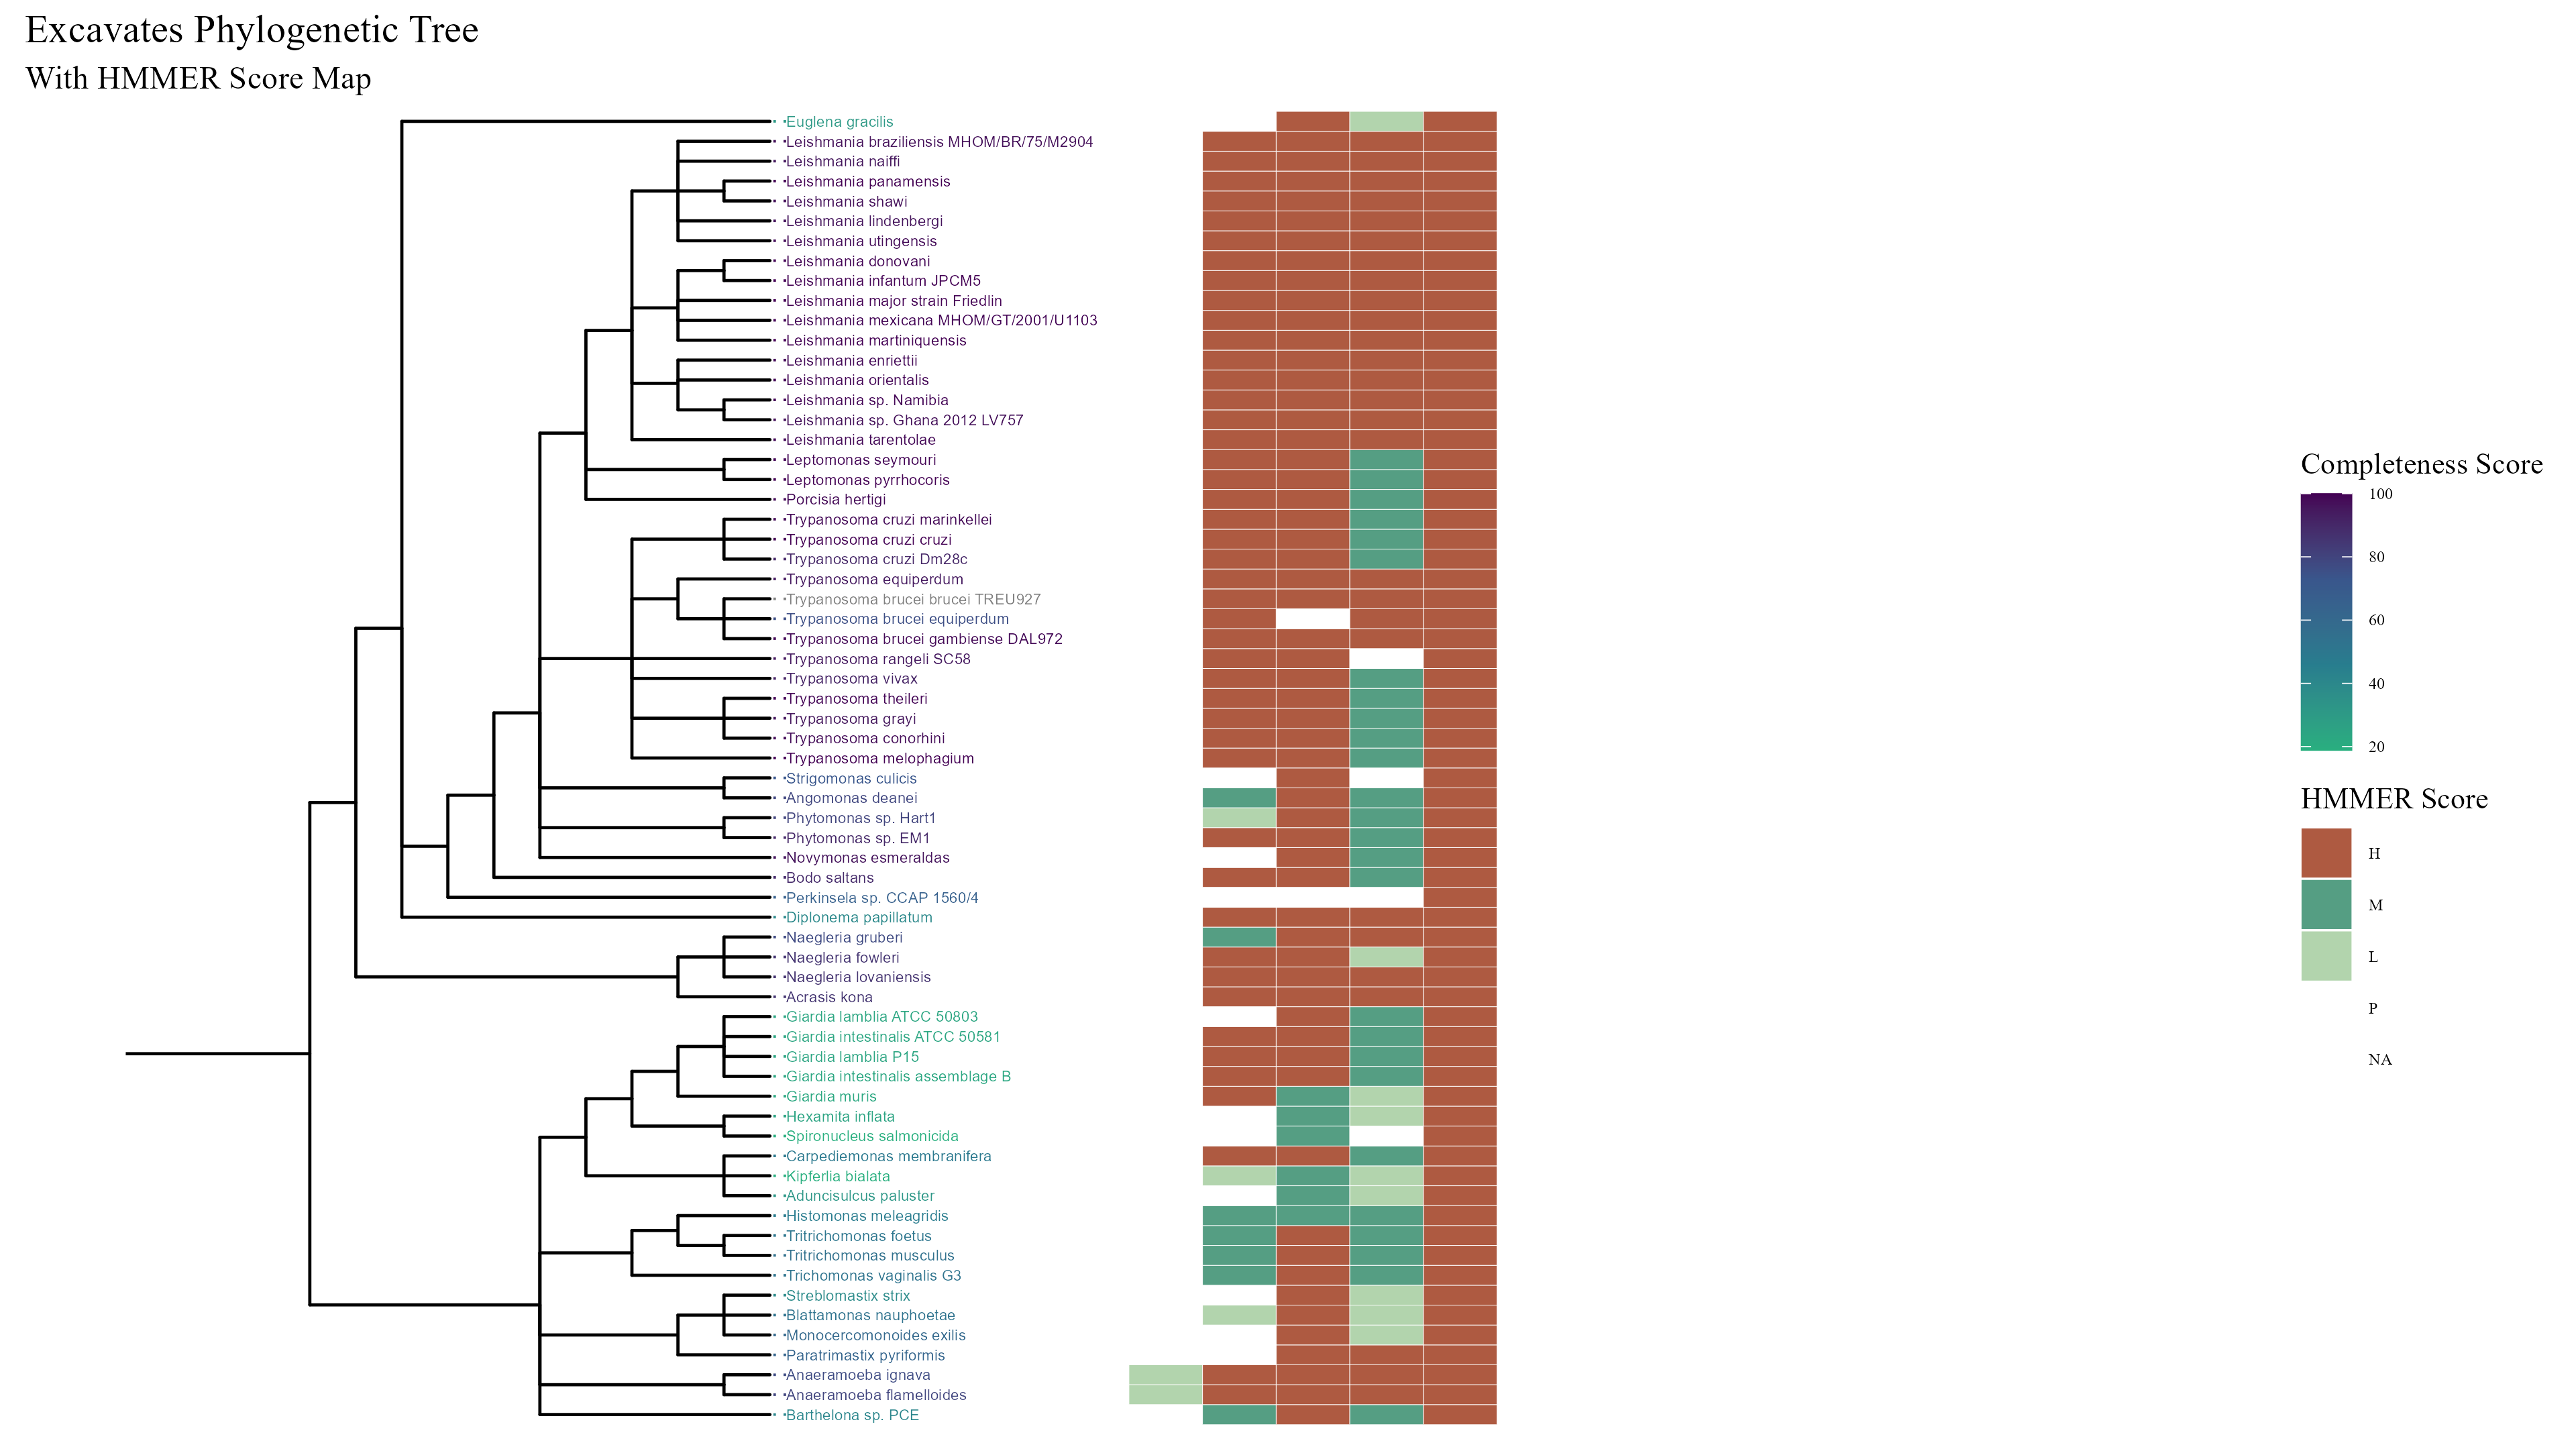 Excavates Phylogenetic Tree
With HMMER Score Map
Euglena gracilis
Leishmania braziliensis MHOM/BR/75/M2904
Leishmania naiffi
Leishmania panamensis
Leishmania shawi
Leishmania lindenbergi
Leishmania utingensis
Leishmania donovani
Leishmania infantum JPCM5
Leishmania major strain Friedlin
Leishmania mexicana MHOM/GT/2001/U1103
Leishmania martiniquensis
Leishmania enriettii
Leishmania orientalis
Leishmania sp. Namibia
Leishmania sp. Ghana 2012 LV757
Leishmania tarentolae
Leptomonas seymouri
Leptomonas pyrrhocoris
Porcisia hertigi
Trypanosoma cruzi marinkellei
Trypanosoma cruzi cruzi
Trypanosoma cruzi Dm28c
Trypanosoma equiperdum
Trypanosoma brucei brucei TREU927
Trypanosoma brucei equiperdum
Trypanosoma brucei gambiense DAL972
Trypanosoma rangeli SC58
Trypanosoma vivax
Trypanosoma theileri
Trypanosoma grayi
Trypanosoma conorhini
Trypanosoma melophagium
Strigomonas culicis
Angomonas deanei
Phytomonas sp. Hart1
Phytomonas sp. EM1
Novymonas esmeraldas
Bodo saltans
Perkinsela sp. CCAP 1560/4
Diplonema papillatum
Naegleria gruberi
Naegleria fowleri
Naegleria lovaniensis
Acrasis kona
Giardia lamblia ATCC 50803
Giardia intestinalis ATCC 50581
Giardia lamblia P15
Giardia intestinalis assemblage B
Giardia muris
Hexamita inflata
Spironucleus salmonicida
Carpediemonas membranifera
Kipferlia bialata
Aduncisulcus paluster
Histomonas meleagridis
Tritrichomonas foetus
Tritrichomonas musculus
Trichomonas vaginalis G3
Streblomastix strix
Blattamonas nauphoetae
Monocercomonoides exilis
Paratrimastix pyriformis
Anaeramoeba ignava
Anaeramoeba flamelloides
Barthelona sp. PCE
Completeness Score
100
80
60
40
20
HMMER Score
H
M
L
P
NA